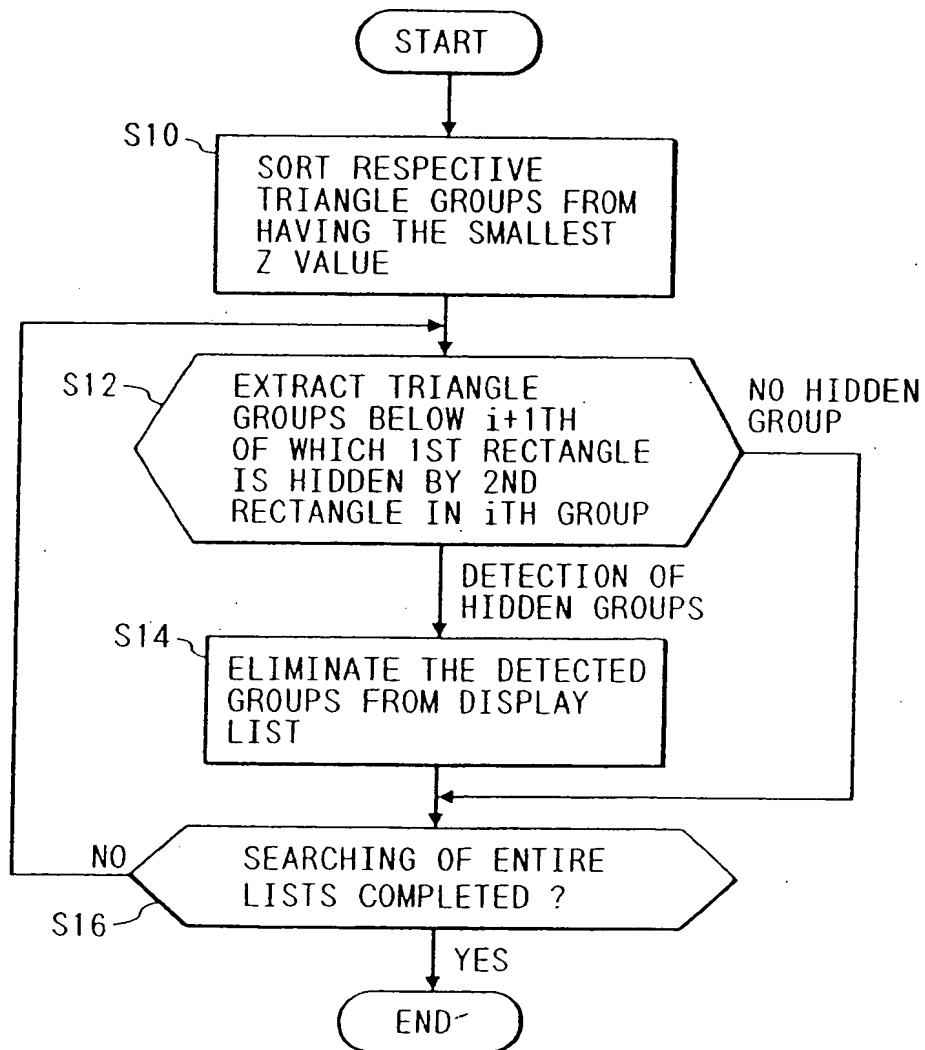 START
S10
SORT RESPECTIVE
TRIANGLE GROUPS FROM
HAVING THE SMALLEST
Z VALUE
S12
EXTRACT TRIANGLE
GROUPS BELOW i+1TH
OF WHICH 1ST RECTANGLE
IS HIDDEN BY 2ND
RECTANGLE IN iTH GROUP
NO HIDDEN
GROUP
DETECTION OF
HIDDEN GROUPS
S14
ELIMINATE THE DETECTED
GROUPS FROM DISPLAY
LIST
NO
SEARCHING OF ENTIRE
LISTS COMPLETED ?
S16
YES
END